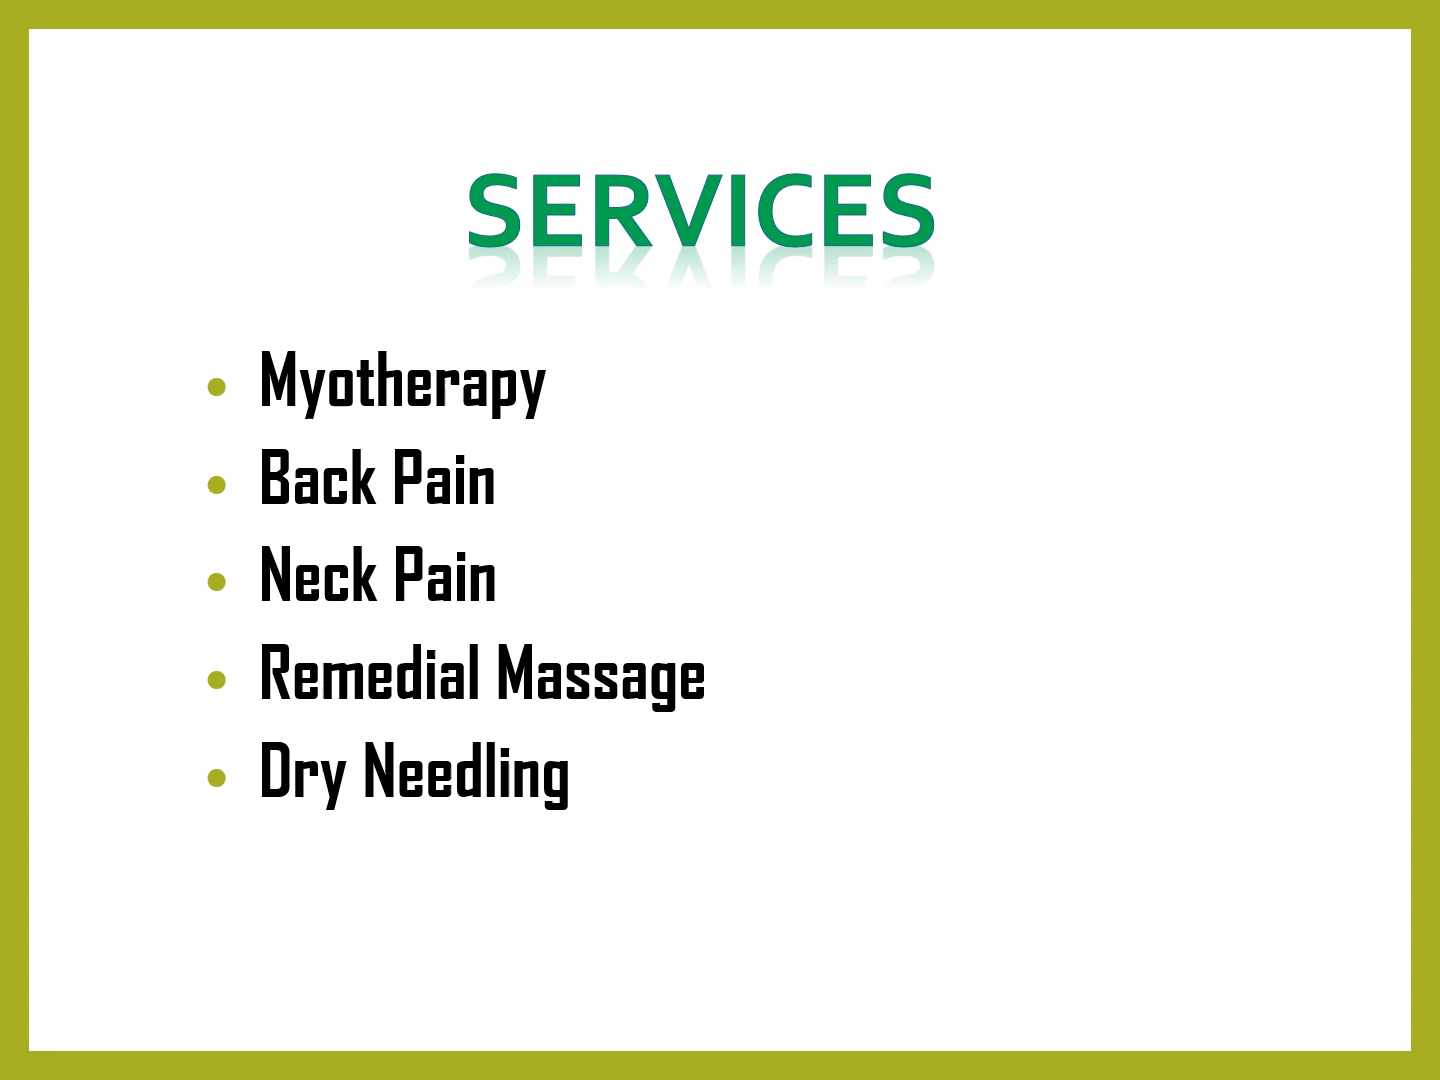 SERVICES
• Myotherapy
• Back Pain
• Neck Pain
• Remedial Massage
• Dry Needling